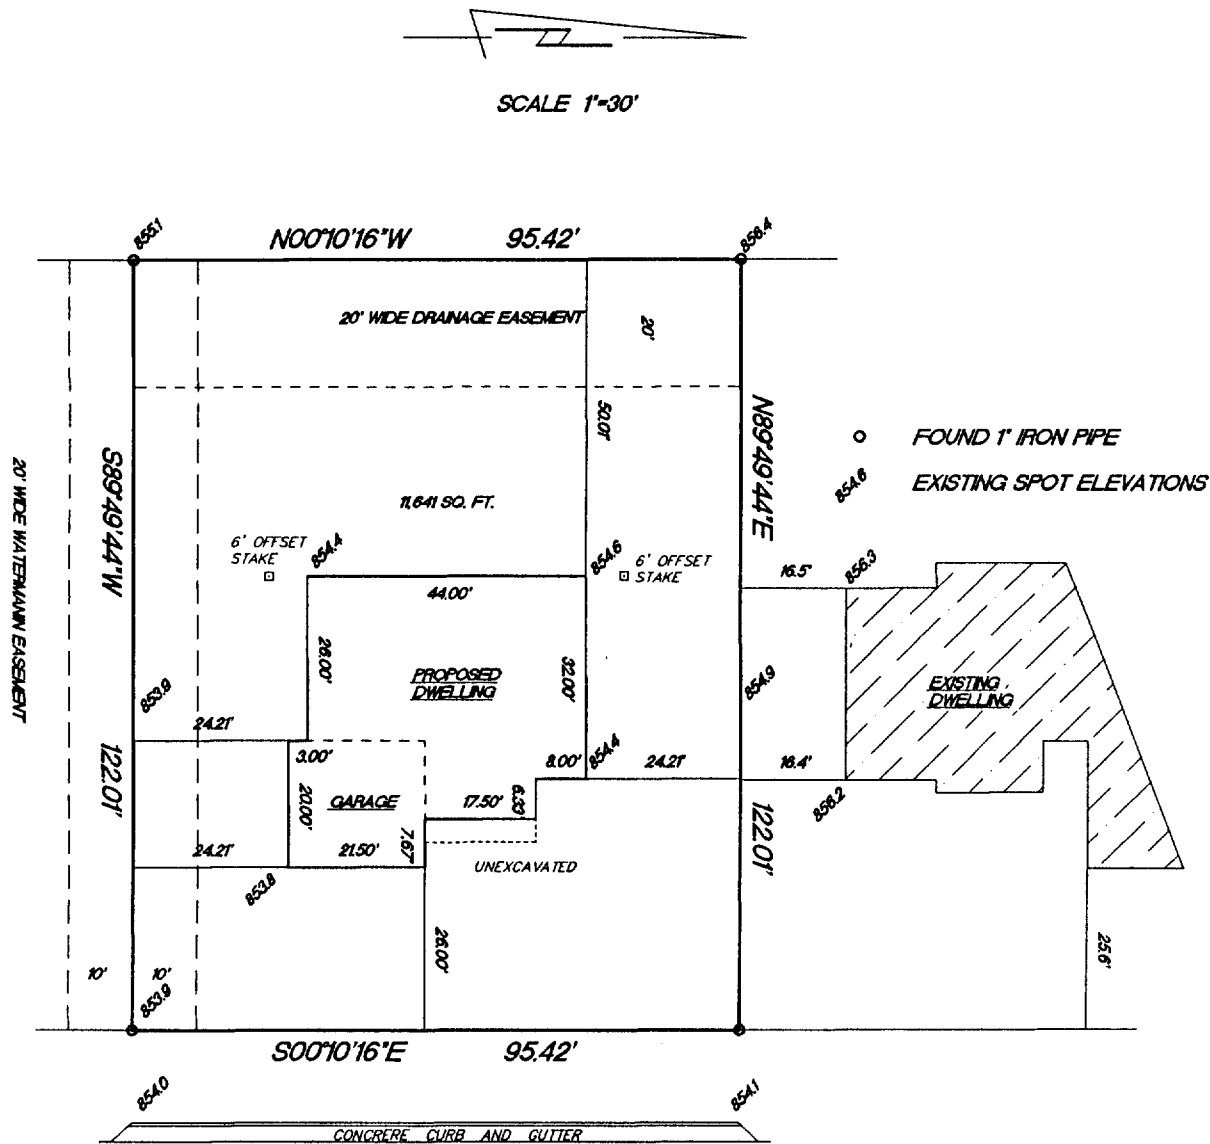 SCALE 1"=30'
855.1
N00°10'16"W 95.42'
856.4
20' WIDE DRAINAGE EASEMENT
20'
50.01'
N89°49'44"E
FOUND 1" IRON PIPE
854.6
EXISTING SPOT ELEVATIONS
20' WIDE WATERMANN EASEMENT
S89°49'44"W
11,641 SQ. FT.
6' OFFSET
STAKE
854.4
854.6
6' OFFSET
STAKE
44.00'
16.5'
856.3
26.00'
PROPOSED
DWELLING
32.00'
853.9
854.9
EXISTING
DWELLING
24.21'
3.00'
8.00'
854.4
24.21'
16.4'
122.01'
20.00'
GARAGE
17.50'
6.33'
856.2
122.01'
24.21'
21.50'
7.67'
853.8
UNEXCAVATED
26.00'
25.6'
10'
10'
853.9
S00°10'16"E 95.42'
854.0
854.1
CONCRERE CURB AND GUTTER